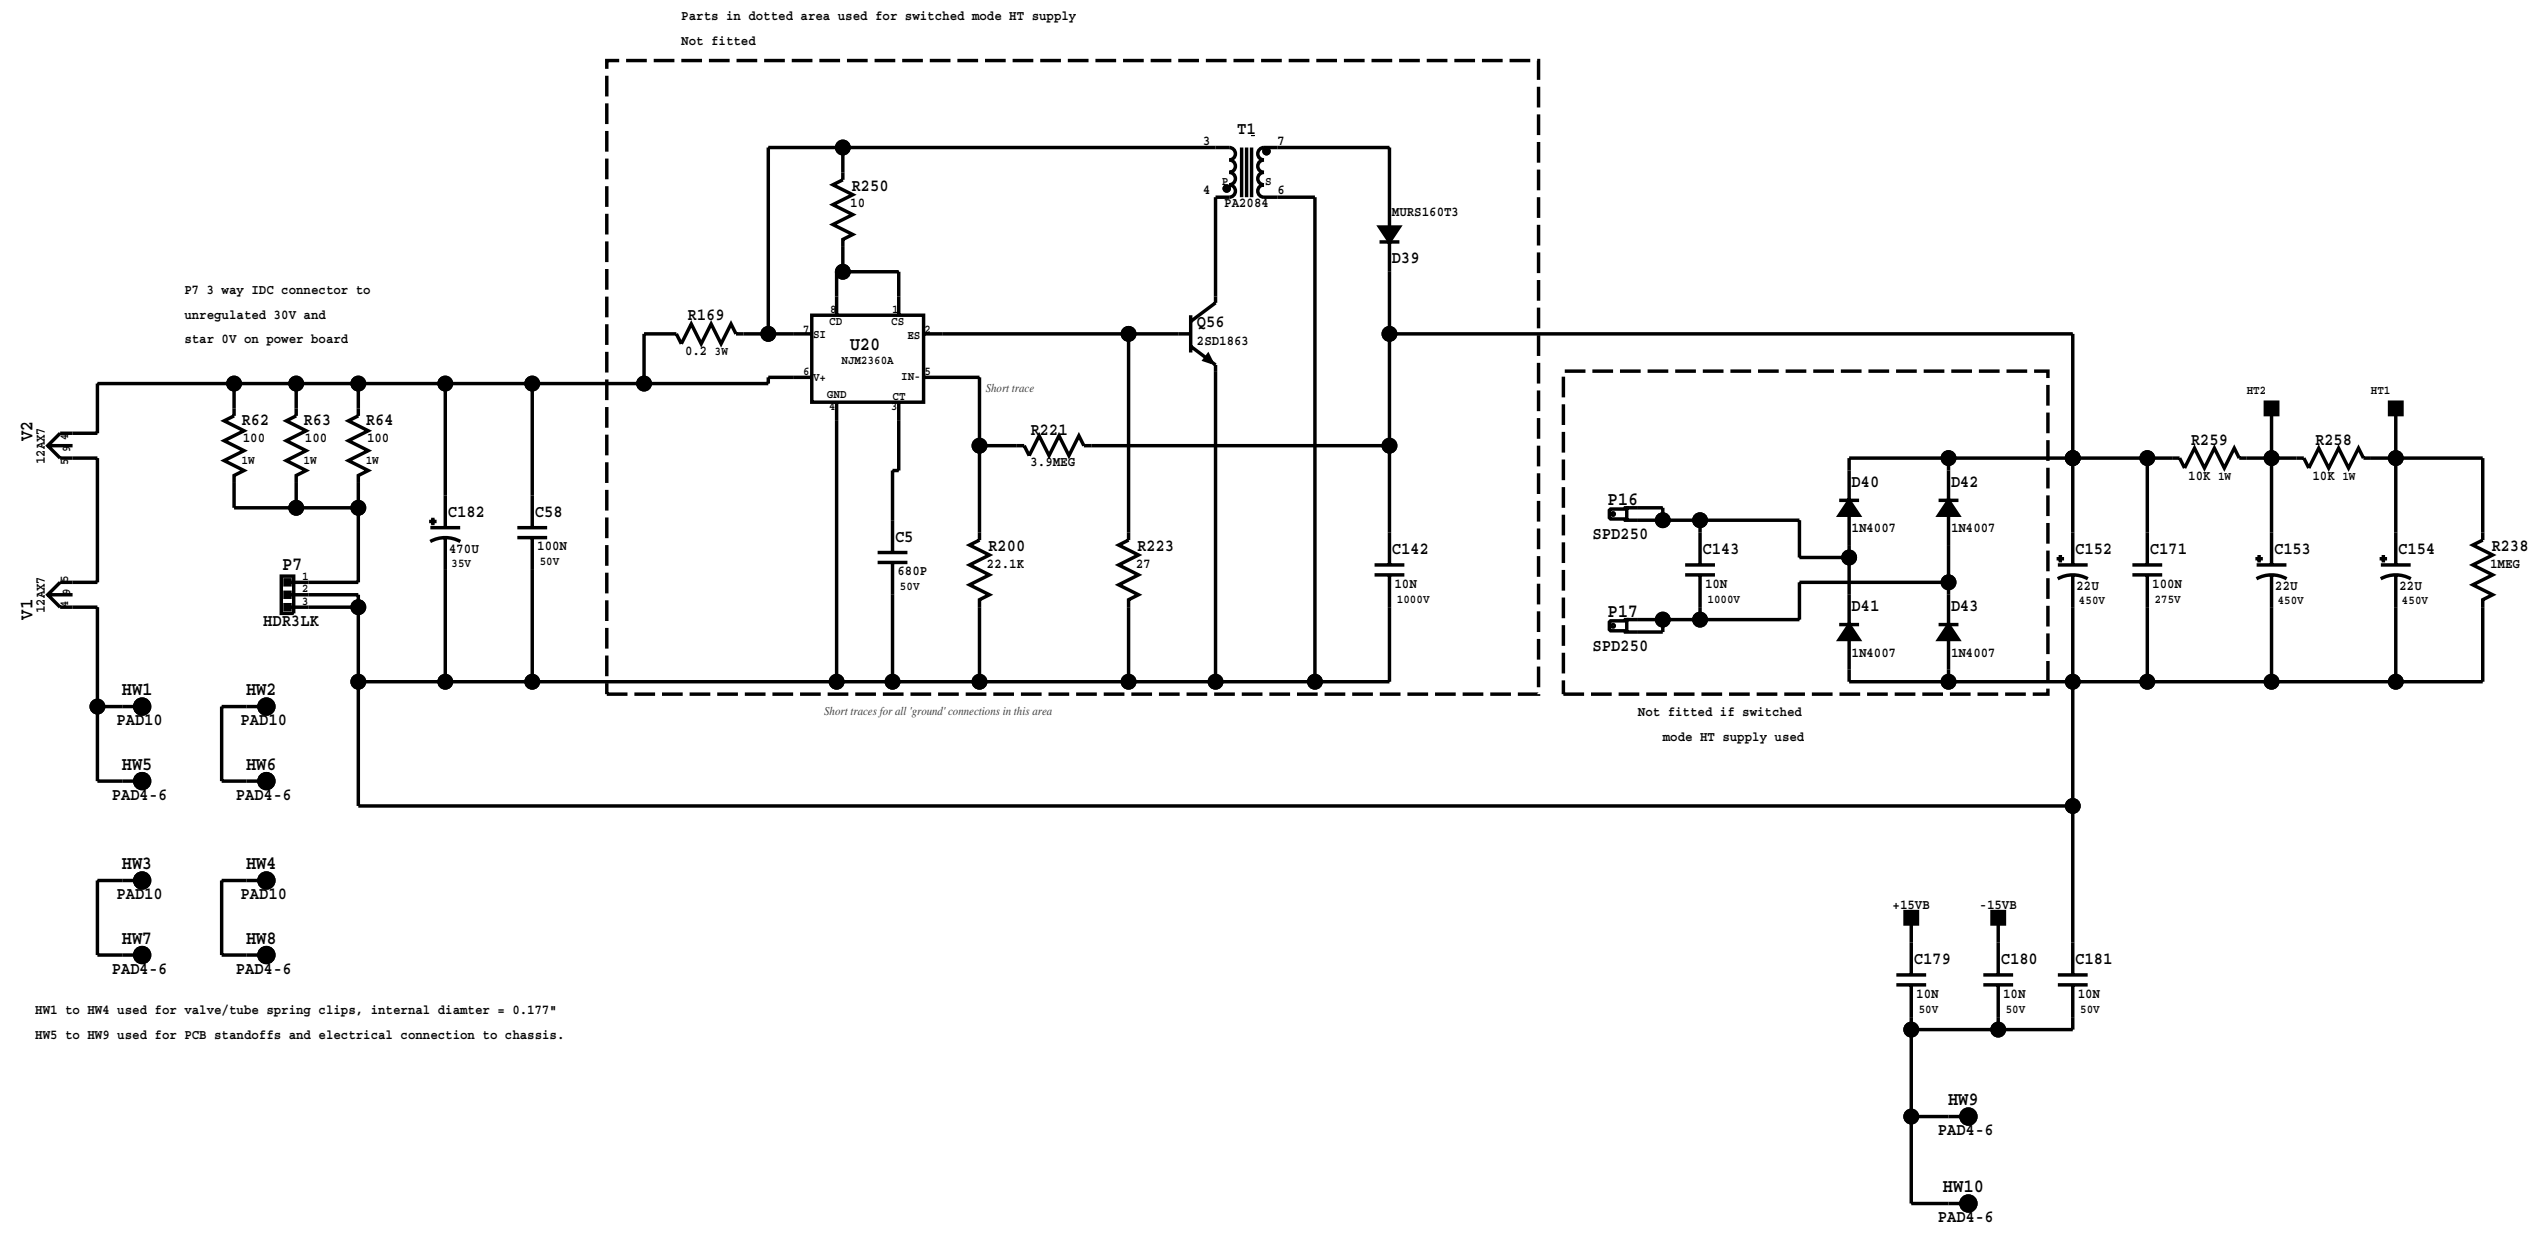 Parts in dotted area used for switched mode HT supply
Not fitted
T1
3
7
4
P
S
6
PA2084
R250
10
MURS160T3
D39
P7 3 way IDC connector to
unregulated 30V and
star 0V on power board
R169
0.2 3W
8
CD
1
CS
7
SI
ES
2
U20
NJM2360A
6
V+
IN-
5
GND
4
CT
3
Q56
2SD1863
Short trace
HT2
HT1
V2
12AX7
4
9
5
R62
100
1W
R63
100
1W
R64
100
1W
R221
3.9MEG
R259
10K 1W
R258
10K 1W
D40
1N4007
D42
1N4007
P16
SPD250
C182
470U
35V
C58
100N
50V
C5
680P
50V
R200
22.1K
R223
27
C142
10N
1000V
C143
10N
1000V
C152
22U
450V
C171
100N
275V
C153
22U
450V
C154
22U
450V
R238
1MEG
V1
12AX7
5
9
4
P7
1
2
3
HDR3LK
P17
SPD250
D41
1N4007
D43
1N4007
HW1
PAD10
HW2
PAD10
Short traces for all 'ground' connections in this area
Not fitted if switched
mode HT supply used
HW5
PAD4-6
HW6
PAD4-6
HW3
PAD10
HW4
PAD10
HW7
PAD4-6
HW8
PAD4-6
+15VB
-15VB
C179
10N
50V
C180
10N
50V
C181
10N
50V
HW1 to HW4 used for valve/tube spring clips, internal diamter = 0.177"
HW5 to HW9 used for PCB standoffs and electrical connection to chassis.
HW9
PAD4-6
HW10
PAD4-6